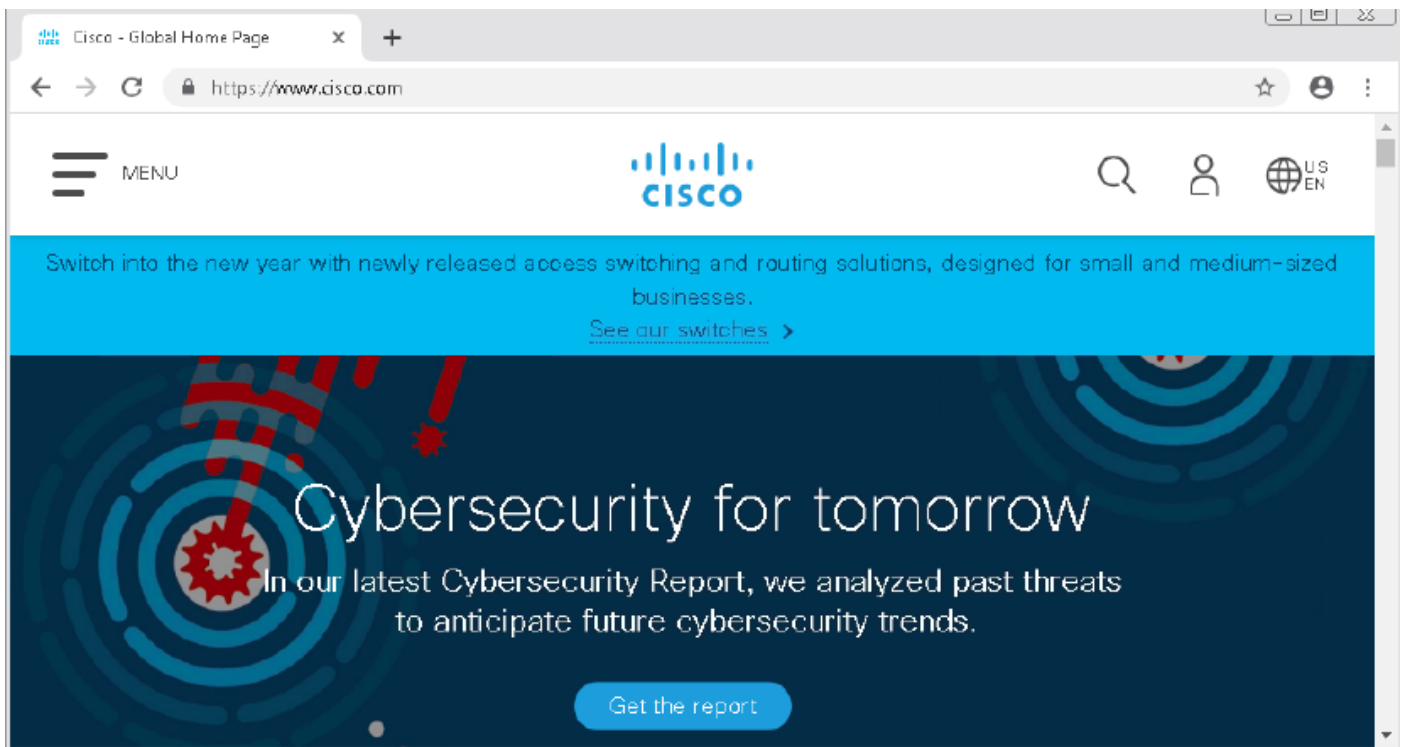 Cisco - Global Home Page
https://www.cisco.com
MENU
CISCO
US
EN
Switch into the new year with newly released access switching and routing solutions, designed for small and medium-sized
businesses.
See our switches >
Cybersecurity for tomorrow
In our latest Cybersecurity Report, we analyzed past threats
to anticipate future cybersecurity trends.
Get the report